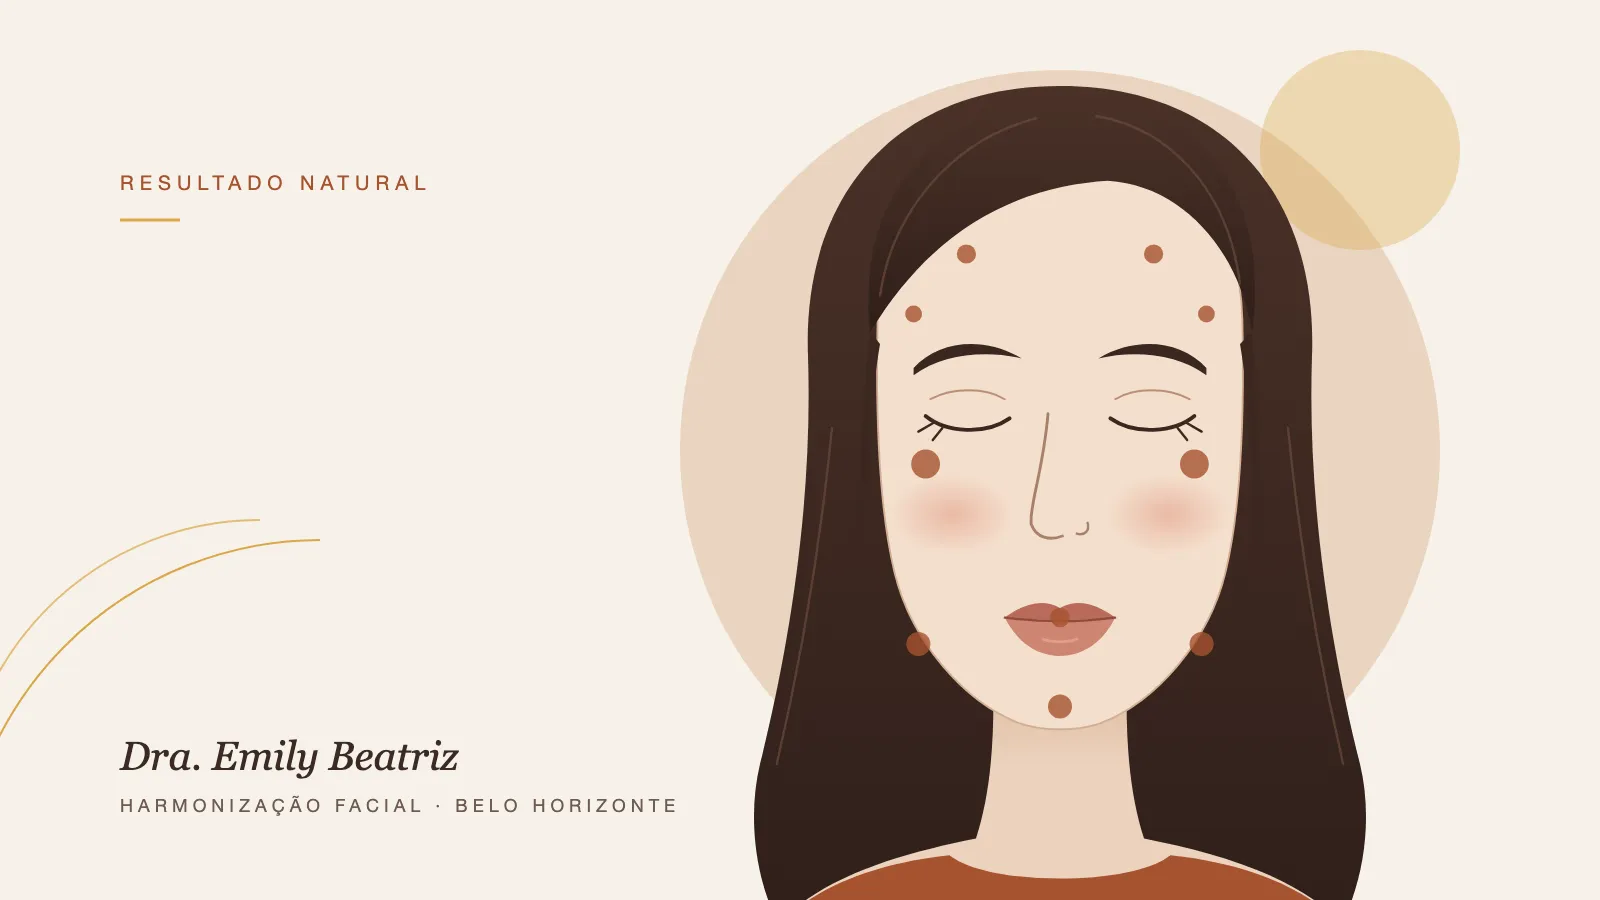 RESULTADO NATURAL
Dra. Emily Beatriz
HARMONIZAÇÃO FACIAL · BELO HORIZONTE